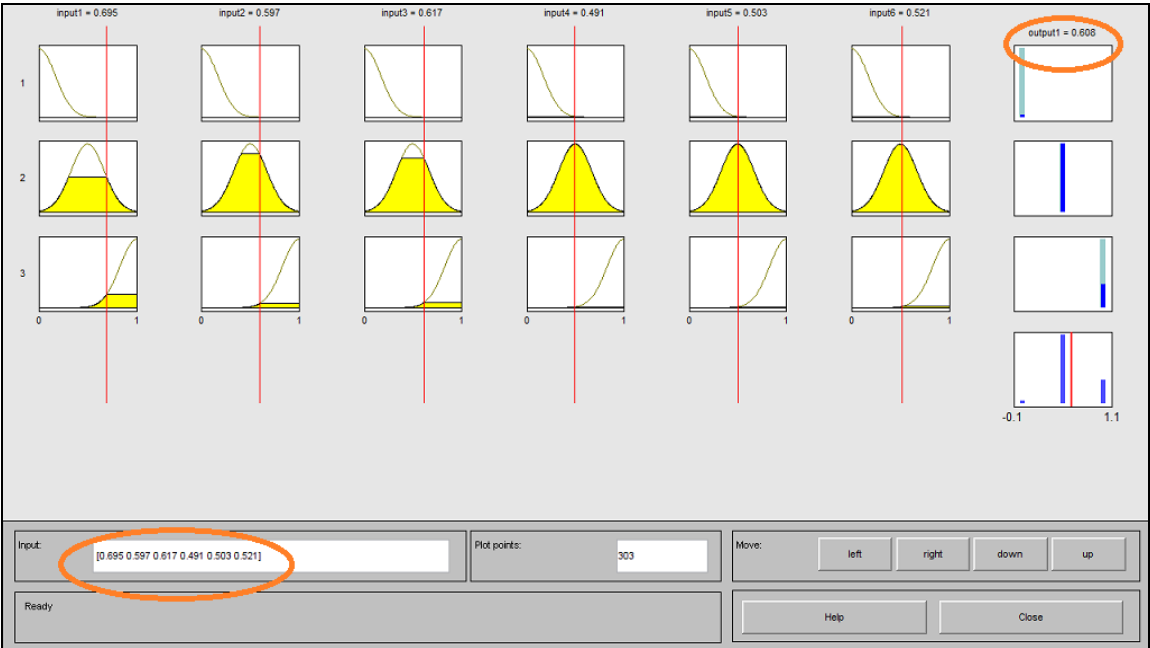 input1 = 0.695 input2 = 0.597 input3 = 0.617 input4 = 0.491 input5 = 0.503 input6 = 0.521
output1 = 0.608
1
2
3
0 1 0 1 0 1 0 1 0 1 0 1
-0.1 1.1
Input: [0.695 0.597 0.617 0.491 0.503 0.521] Plot points: 303 Move: left right down up
Ready Help Close